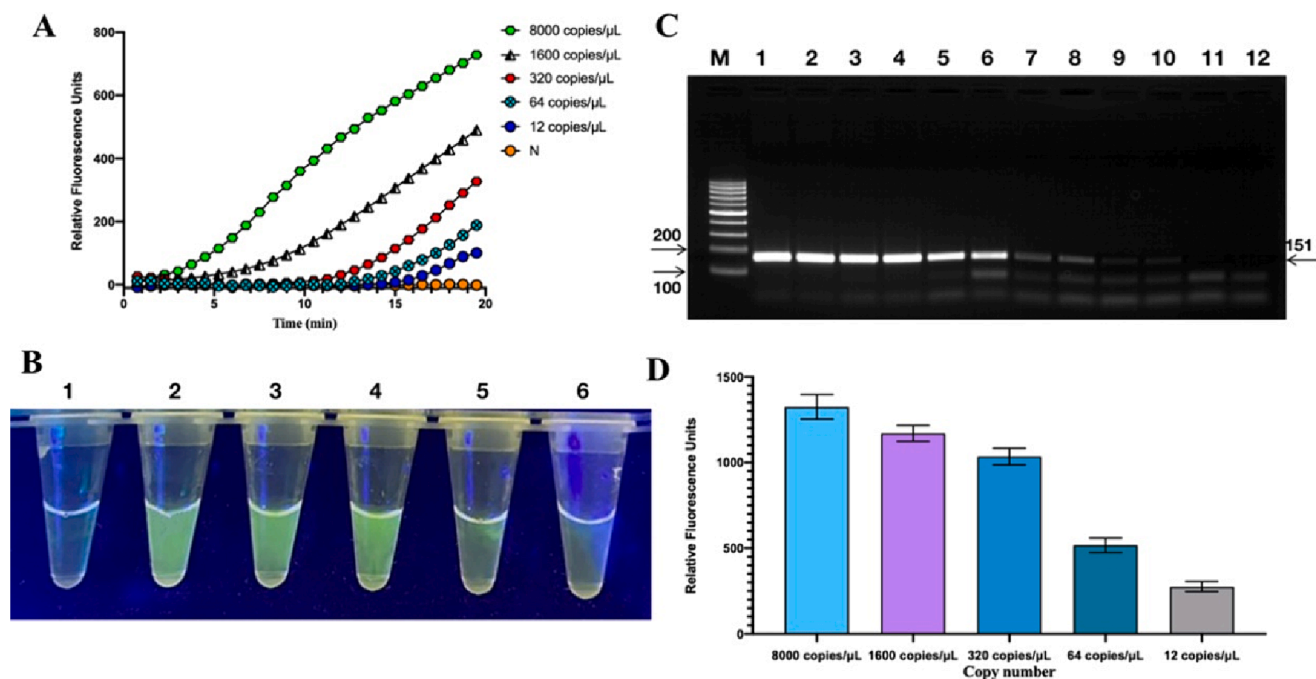 A
Relative Fluorescence Units
800
600
400
200
0
0 5 10 15 20
Time (min)
8000 copies/µL
1600 copies/µL
320 copies/µL
64 copies/µL
12 copies/µL
N
B
1 2 3 4 5 6
C
M 1 2 3 4 5 6 7 8 9 10 11 12
200
100
151
D
Relative Fluorescence Units
1500
1000
500
0
8000 copies/µL 1600 copies/µL 320 copies/µL 64 copies/µL 12 copies/µL
Copy number